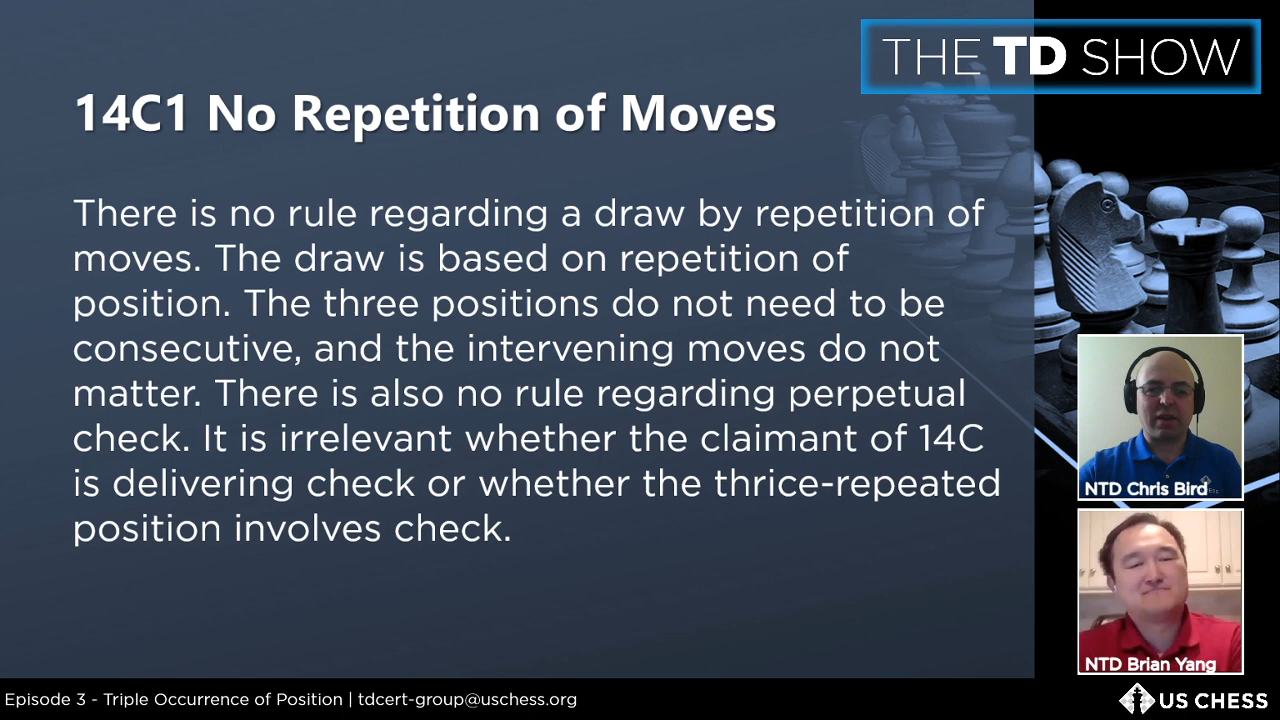 THE TD SHOW
14C1 No Repetition of Moves
There is no rule regarding a draw by repetition of
moves. The draw is based on repetition of
position. The three positions do not need to be
consecutive, and the intervening moves do not
matter. There is also no rule regarding perpetual
check. It is irrelevant whether the claimant of 14C
is delivering check or whether the thrice-repeated
position involves check.
NTD Chris Bird
NTD Brian Yang
Episode 3 - Triple Occurrence of Position | tdcert-group@uschess.org
US CHESS